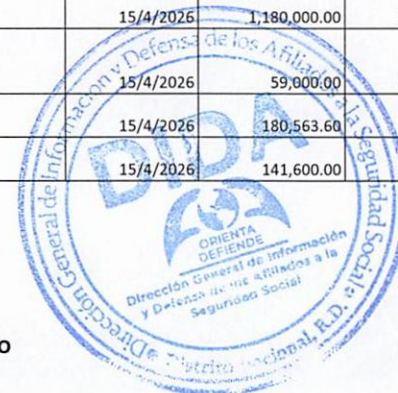 15/4/2026 1,180,000.00
15/4/2026 59,000.00
15/4/2026 180,563.60
15/4/2026 141,600.00
Dirección General de Información y Defensa de los Afiliados a la Seguridad Social
DIDA
ORIENTA
DEFIENDE
Dirección General de Información
y Defensa de los Afiliados a la
Seguridad Social
Distrito Nacional, R.D.
o